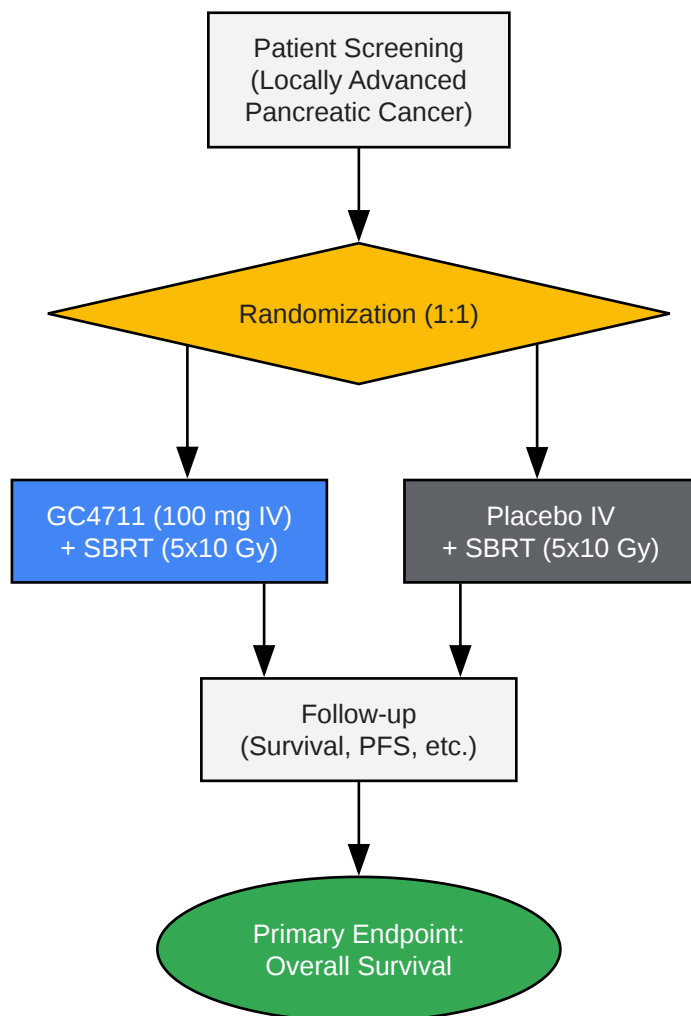 Patient Screening
(Locally Advanced
Pancreatic Cancer)
Randomization (1:1)
GC4711 (100 mg IV)
+ SBRT (5x10 Gy)
Placebo IV
+ SBRT (5x10 Gy)
Follow-up
(Survival, PFS, etc.)
Primary Endpoint:
Overall Survival